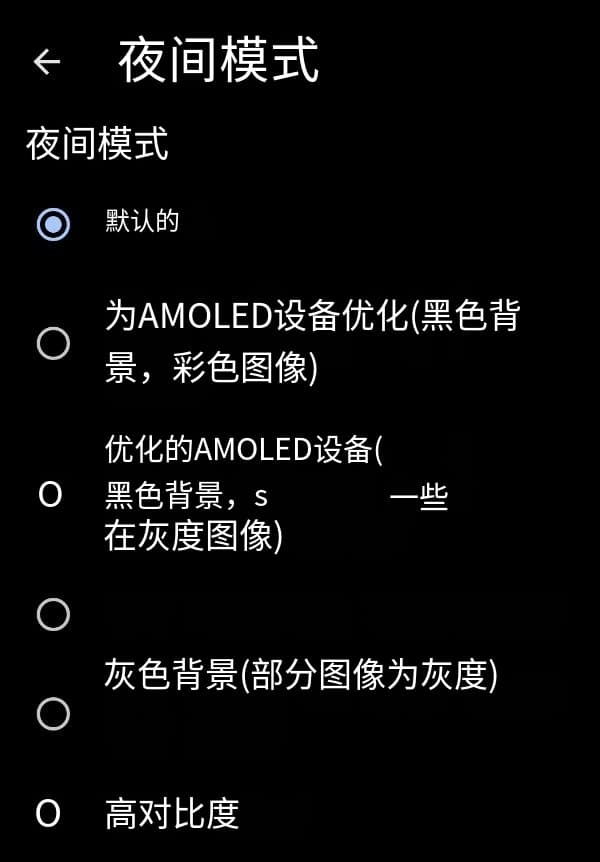 夜间模式
夜间模式
默认的
为AMOLED设备优化(黑色背
景，彩色图像)
优化的AMOLED设备(
黑色背景，s 一些
在灰度图像)
灰色背景(部分图像为灰度)
高对比度